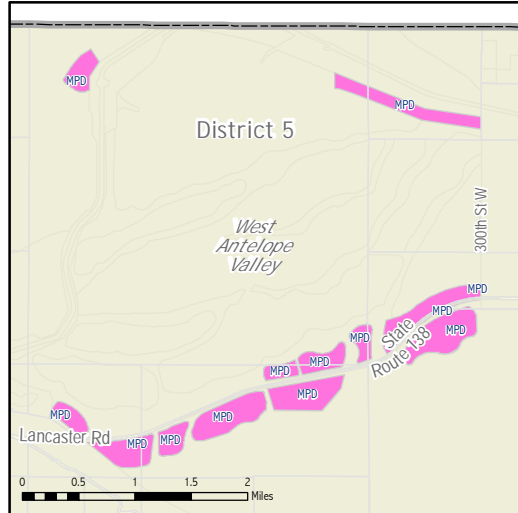 MPD
MPD
District 5
300th St W
West
Antelope
Valley
MPD
MPD
MPD
MPD
State
Route 138
MPD
MPD
MPD
MPD
MPD
MPD
Lancaster Rd
MPD
MPD
0 0.5 1 1.5 2
Miles